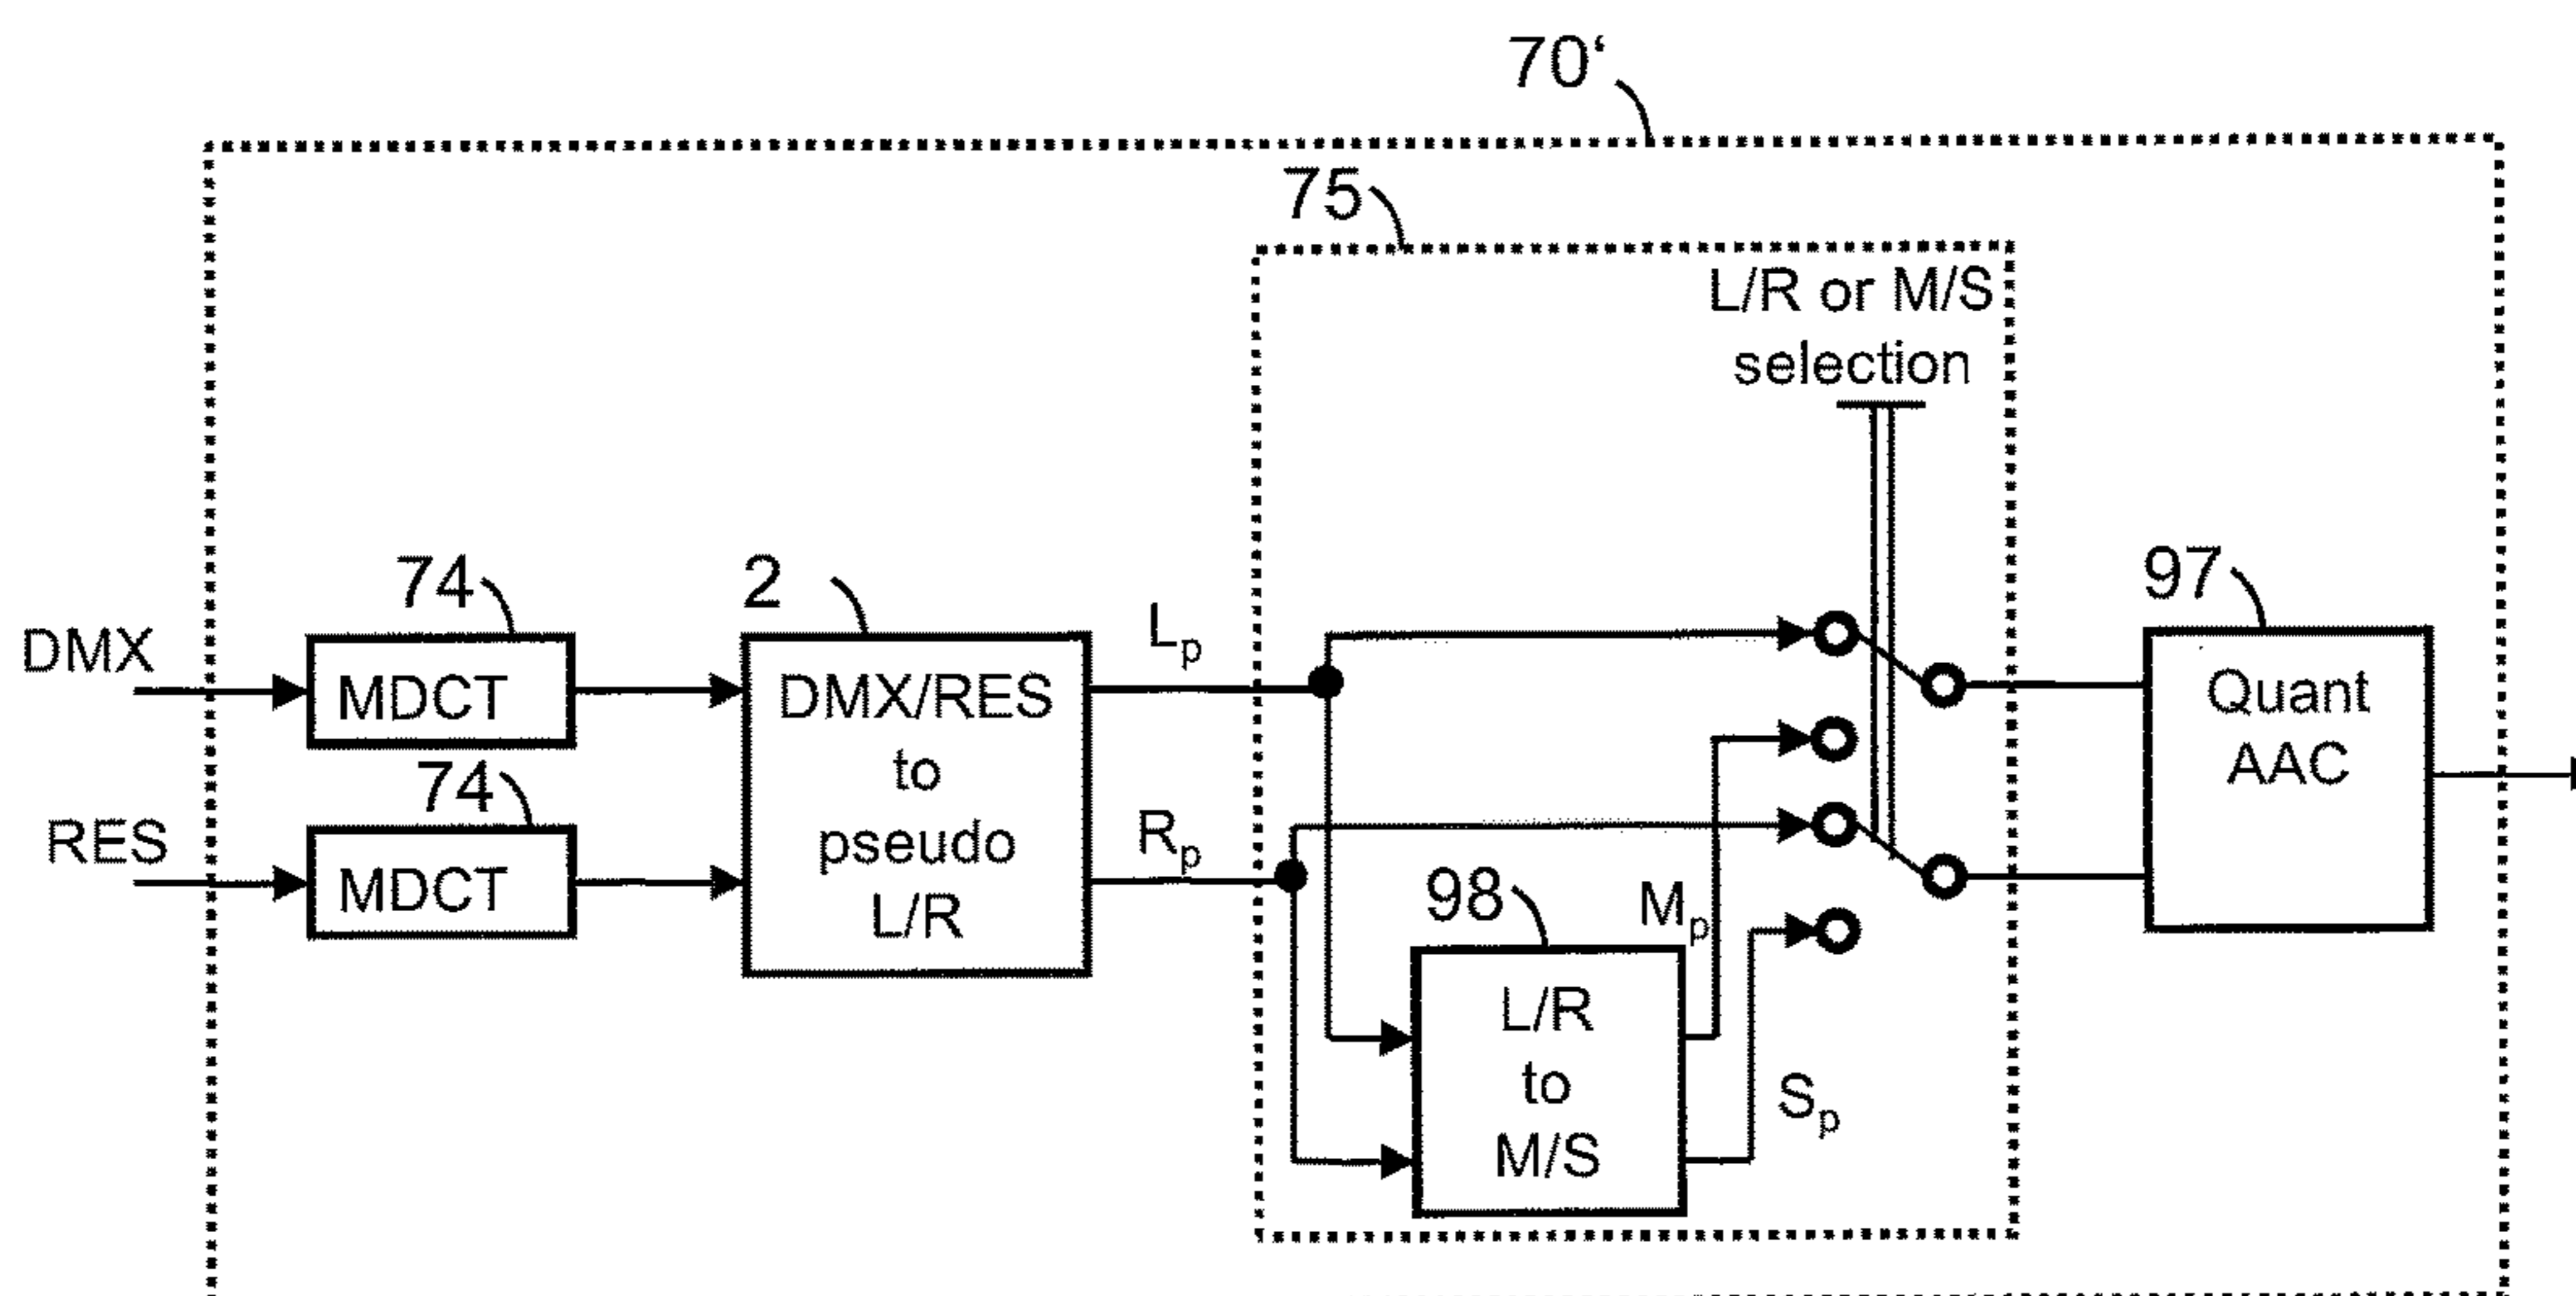 70‘
75
L/R or M/S
selection
74
2
97
DMX
MDCT
DMX/RES
to
pseudo
L/R
Lp
Quant
AAC
74
RES
MDCT
Rp
98
Mp
L/R
to
M/S
Sp